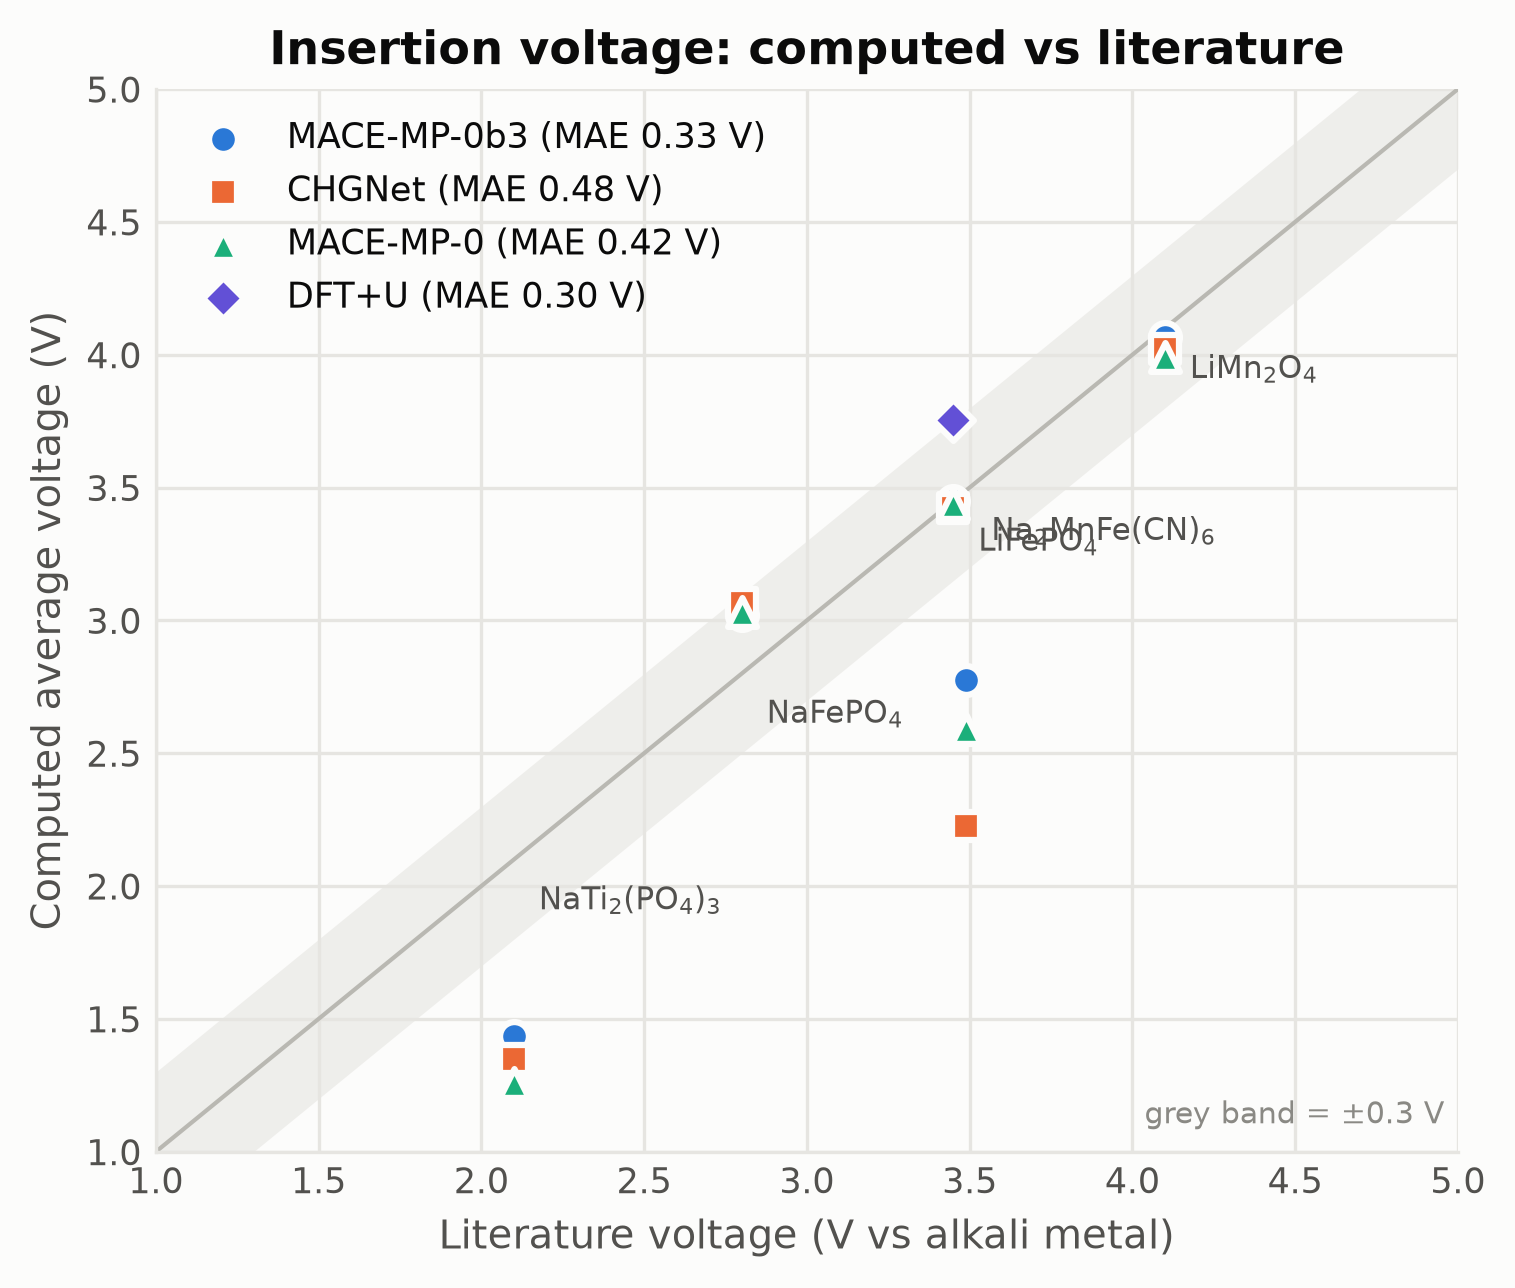 Insertion voltage: computed vs literature
MACE-MP-0b3 (MAE 0.33 V)
CHGNet (MAE 0.48 V)
MACE-MP-0 (MAE 0.42 V)
DFT+U (MAE 0.30 V)
Computed average voltage (V)
5.0
4.5
4.0
3.5
3.0
2.5
2.0
1.5
1.0
LiMn₂O₄
Na₂MnFe(CN)₆
LiFePO₄
NaFePO₄
NaTi₂(PO₄)₃
grey band = ±0.3 V
1.0 1.5 2.0 2.5 3.0 3.5 4.0 4.5 5.0
Literature voltage (V vs alkali metal)